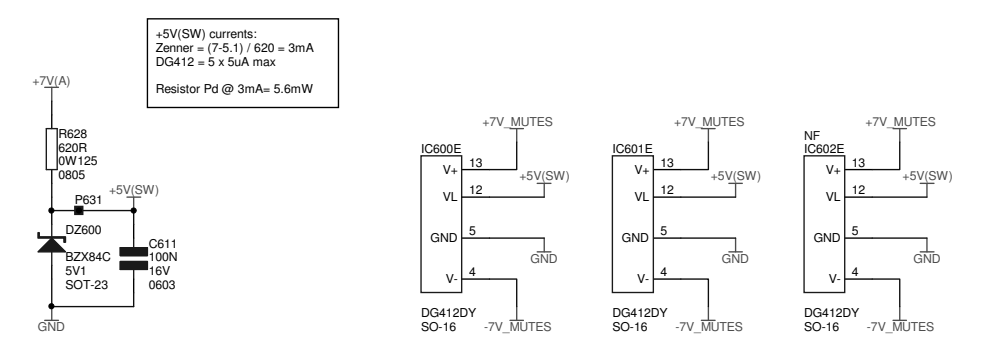 +5V(SW) currents:
Zenner = (7-5.1) / 620 = 3mA
DG412 = 5 x 5uA max
Resistor Pd @ 3mA= 5.6mW
+7V(A)
R628
620R
0W125
0805
P631
+5V(SW)
DZ600
BZX84C
5V1
SOT-23
C611
100N
16V
0603
GND
+7V_MUTES
IC600E
V+
13
+5V(SW)
VL
12
GND
5
GND
V-
4
DG412DY
SO-16
-7V_MUTES
+7V_MUTES
IC601E
V+
13
+5V(SW)
VL
12
GND
5
GND
V-
4
DG412DY
SO-16
-7V_MUTES
+7V_MUTES
NF
IC602E
V+
13
+5V(SW)
VL
12
GND
5
GND
V-
4
DG412DY
SO-16
-7V_MUTES